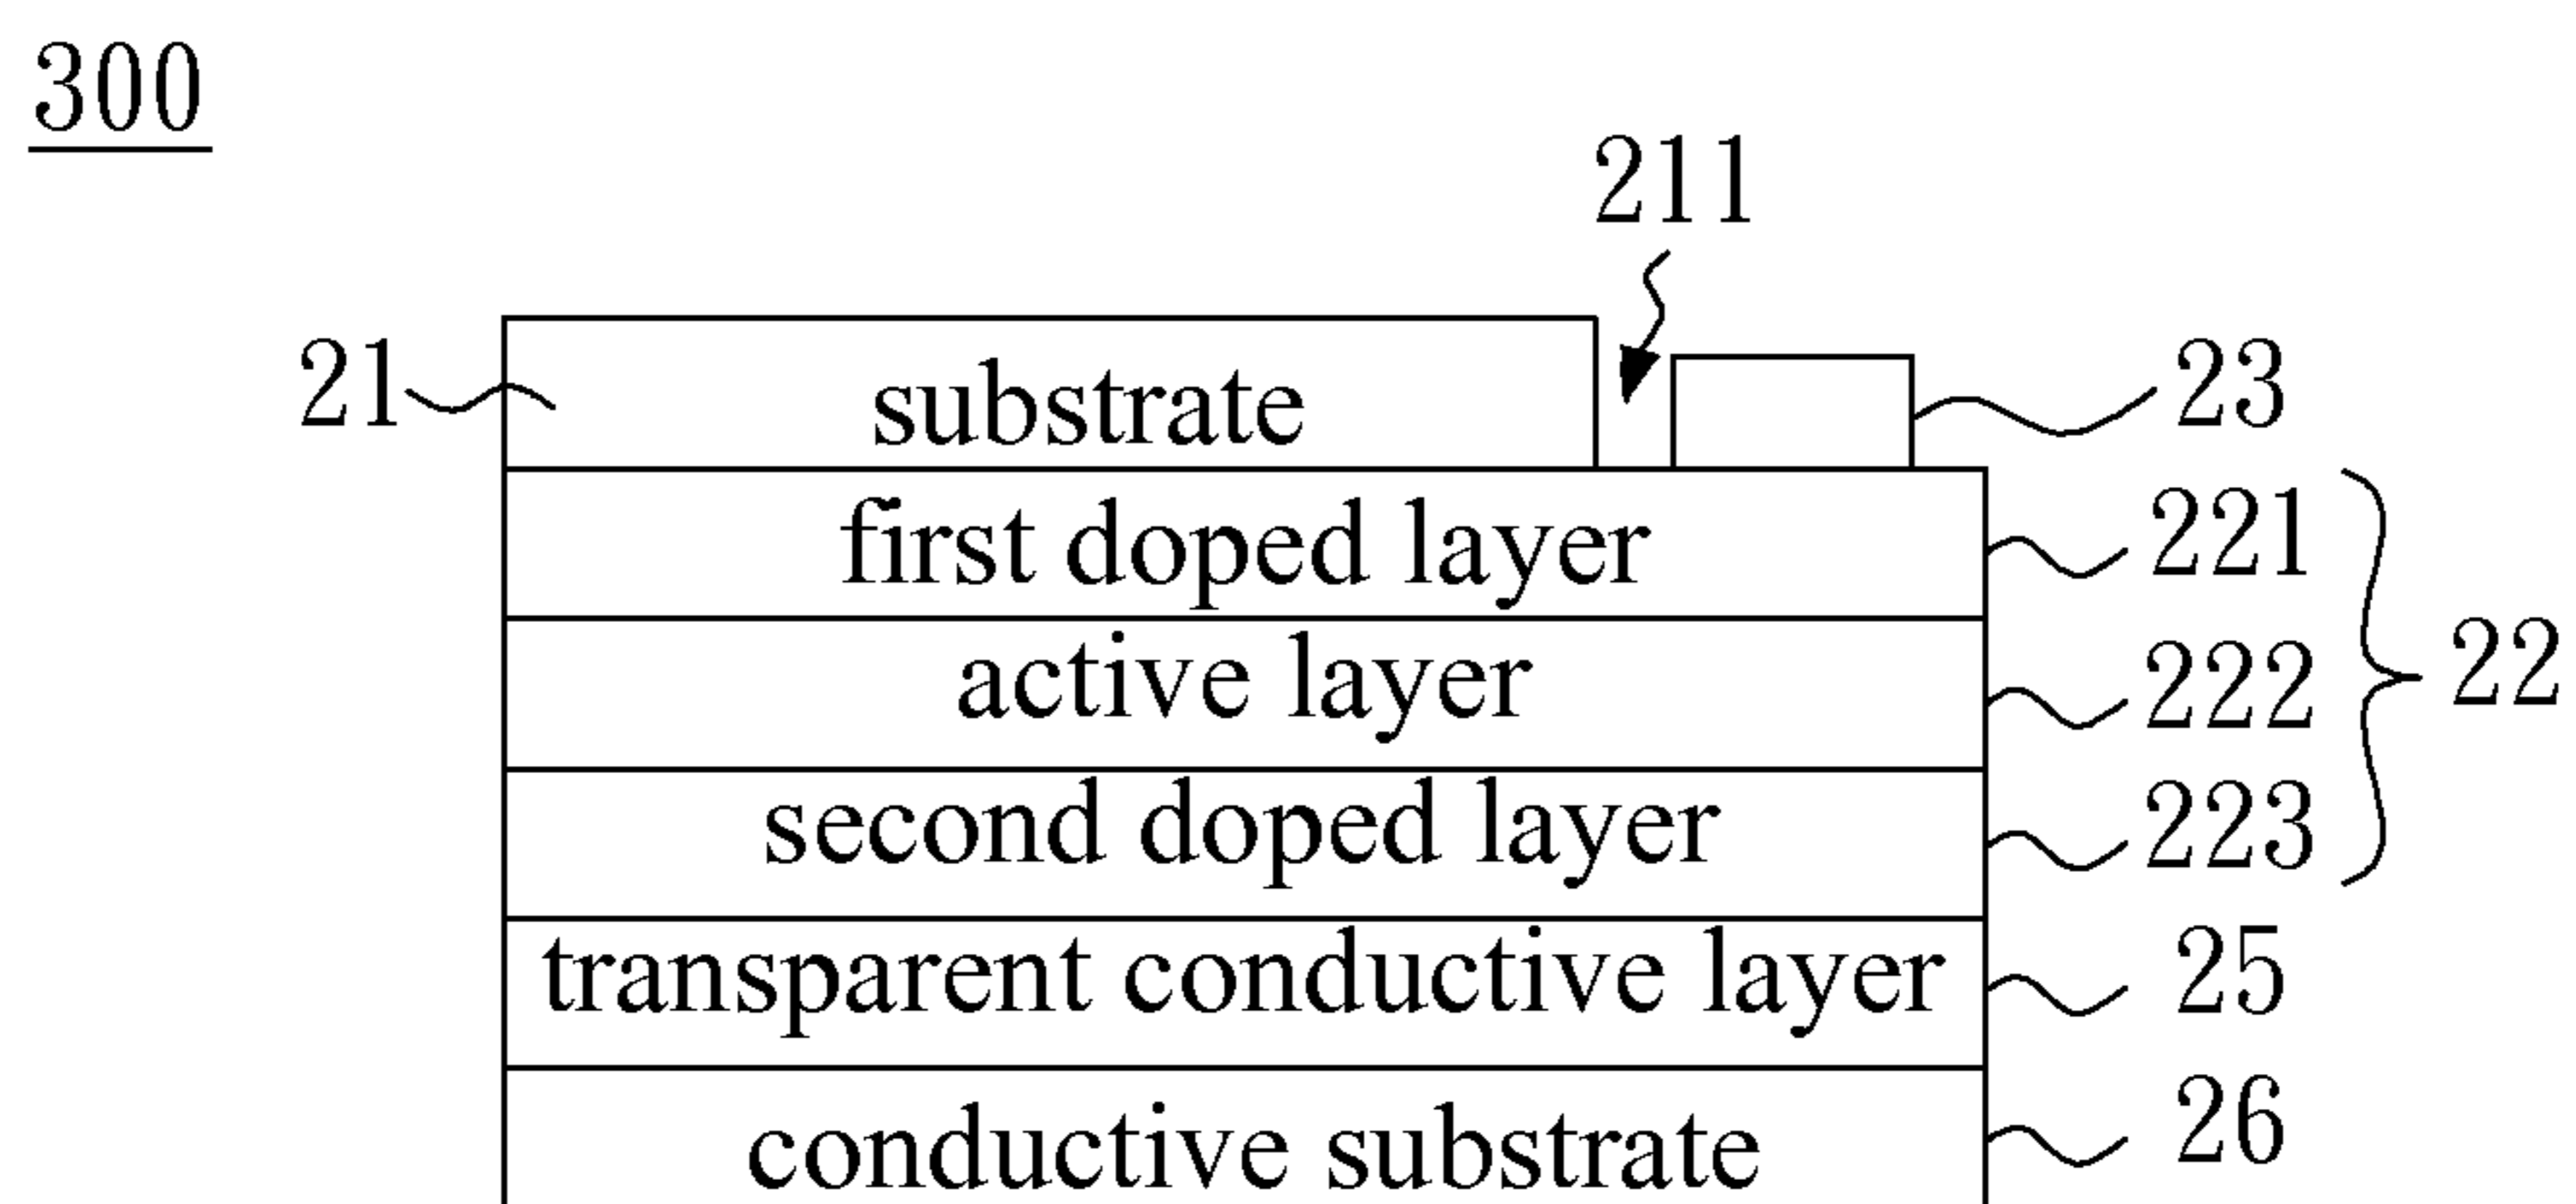 300
211
21 substrate 23
first doped layer 221
active layer 222 22
second doped layer 223
transparent conductive layer 25
conductive substrate 26